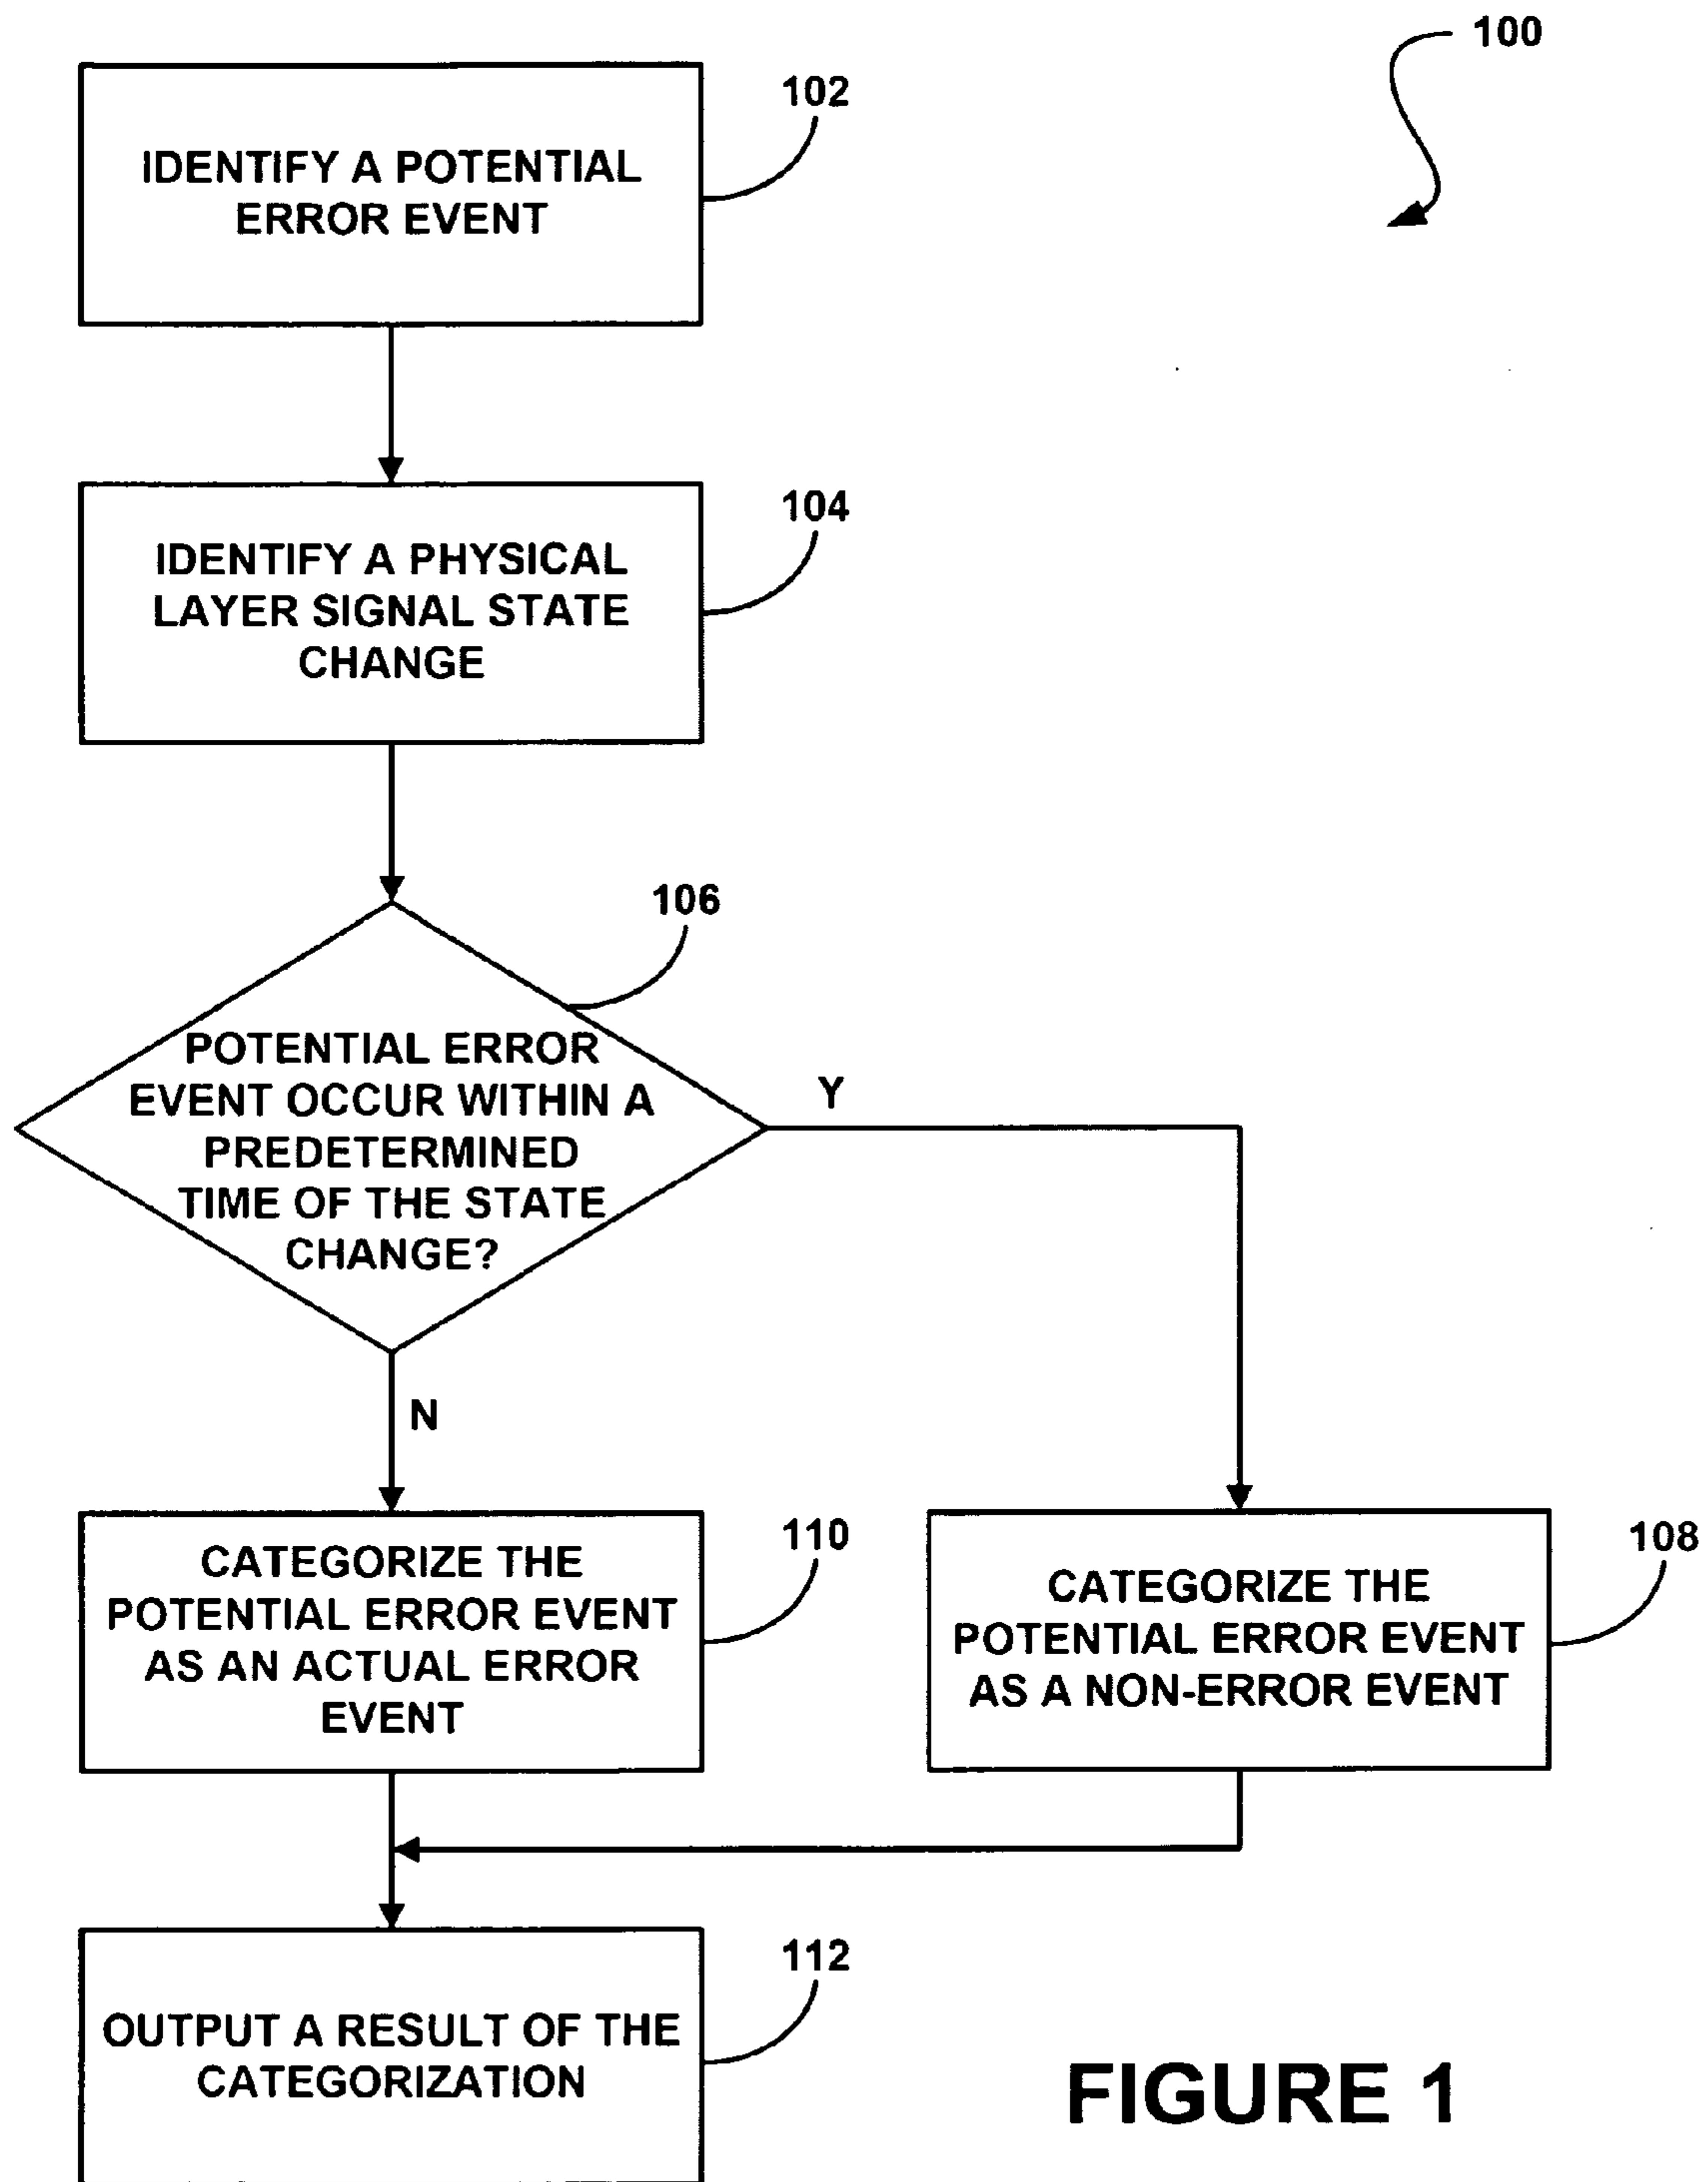 100
102
IDENTIFY A POTENTIAL
ERROR EVENT
104
IDENTIFY A PHYSICAL
LAYER SIGNAL STATE
CHANGE
106
POTENTIAL ERROR
EVENT OCCUR WITHIN A
PREDETERMINED
TIME OF THE STATE
CHANGE?
Y
N
110
CATEGORIZE THE
POTENTIAL ERROR EVENT
AS AN ACTUAL ERROR
EVENT
108
CATEGORIZE THE
POTENTIAL ERROR EVENT
AS A NON-ERROR EVENT
112
OUTPUT A RESULT OF THE
CATEGORIZATION
FIGURE 1